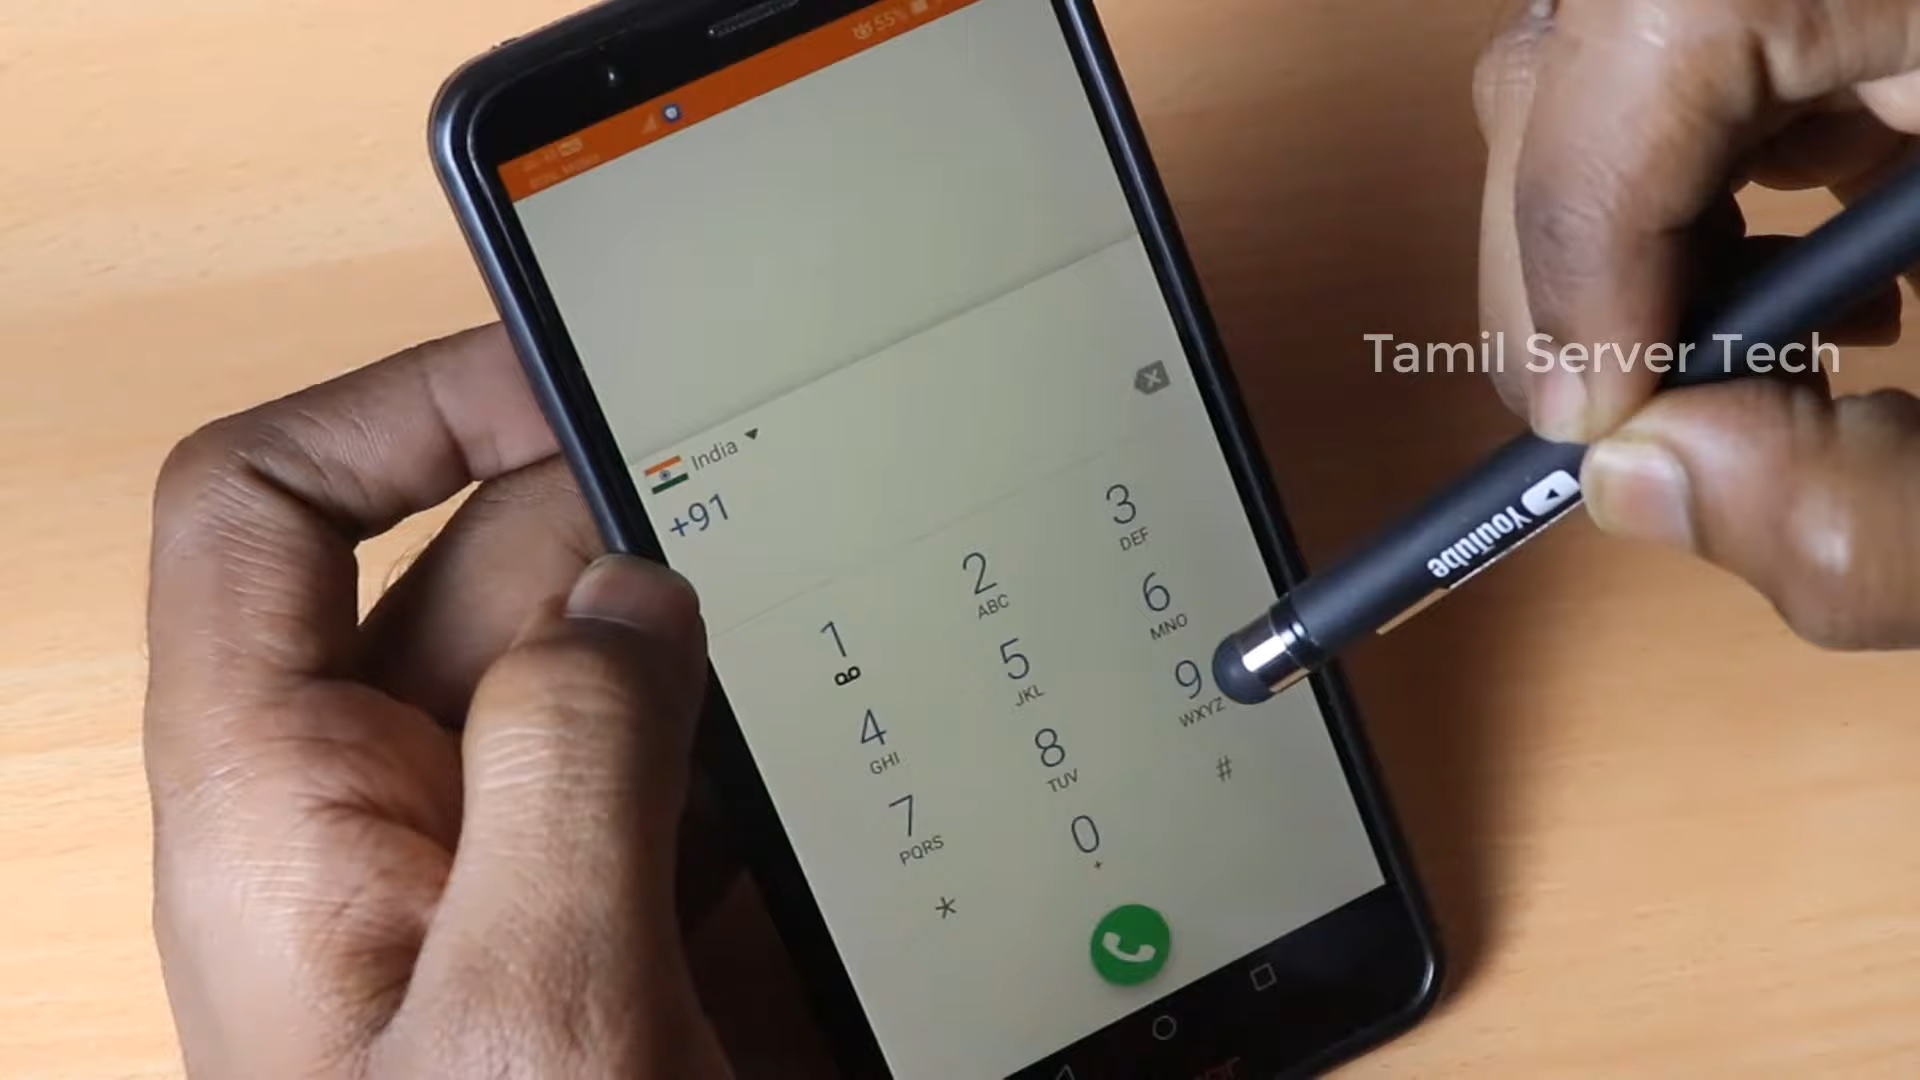 55%
India
+91
1
2
ABC
3
DEF
4
GHI
5
JKL
6
MNO
7
PQRS
8
TUV
9
WXYZ
*
0
+
#
Tamil Server Tech
YouTube